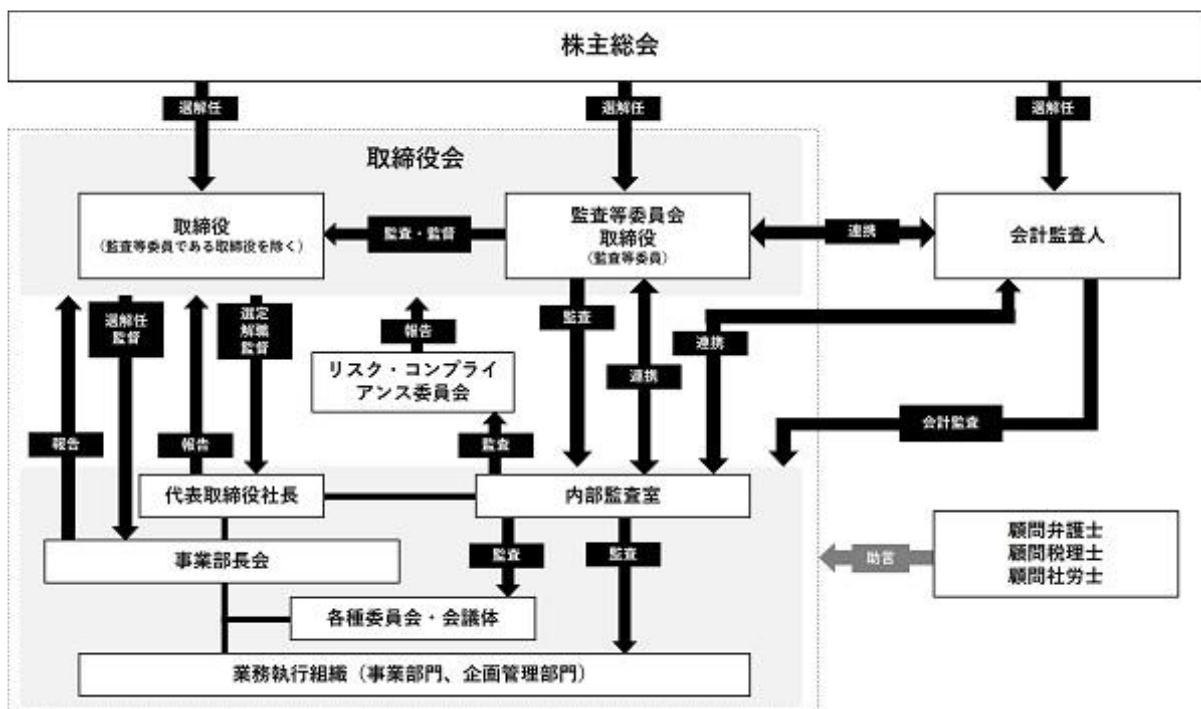 株主総会
選解任
選解任
選解任
取締役会
取締役
(監査等委員である取締役を除く)
監査・監督
監査等委員会
取締役
(監査等委員)
連携
会計監査人
選解任
監督
選定
解職
監督
報告
監査
連携
連携
リスク・コンプライ
アンス委員会
会計監査
報告
報告
監査
代表取締役社長
内部監査室
事業部長会
監査
監査
助言
顧問弁護士
顧問税理士
顧問社労士
各種委員会・会議体
業務執行組織(事業部門、企画管理部門)